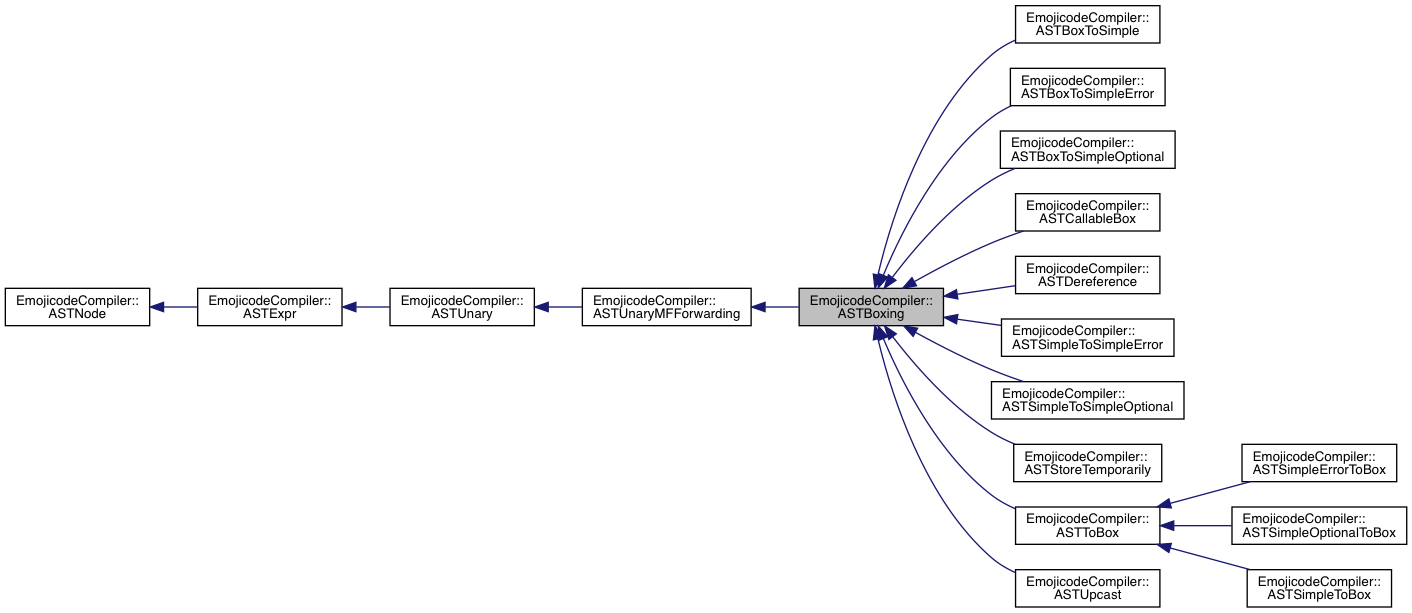 EmojicodeCompiler::
ASTNode
EmojicodeCompiler::
ASTExpr
EmojicodeCompiler::
ASTUnary
EmojicodeCompiler::
ASTUnaryMFForwarding
EmojicodeCompiler::
ASTBoxing
EmojicodeCompiler::
ASTBoxToSimple
EmojicodeCompiler::
ASTBoxToSimpleError
EmojicodeCompiler::
ASTBoxToSimpleOptional
EmojicodeCompiler::
ASTCallableBox
EmojicodeCompiler::
ASTDereference
EmojicodeCompiler::
ASTSimpleToSimpleError
EmojicodeCompiler::
ASTSimpleToSimpleOptional
EmojicodeCompiler::
ASTStoreTemporarily
EmojicodeCompiler::
ASTToBox
EmojicodeCompiler::
ASTUpcast
EmojicodeCompiler::
ASTSimpleErrorToBox
EmojicodeCompiler::
ASTSimpleOptionalToBox
EmojicodeCompiler::
ASTSimpleToBox